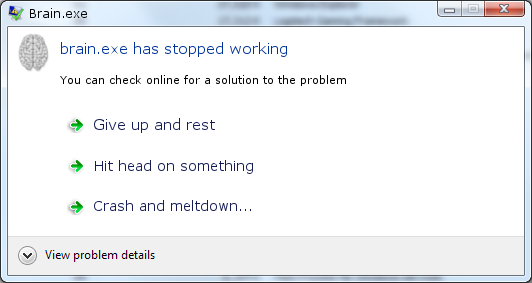 Brain.exe
brain.exe has stopped working
You can check online for a solution to the problem
Give up and rest
Hit head on something
Crash and meltdown...
View problem details